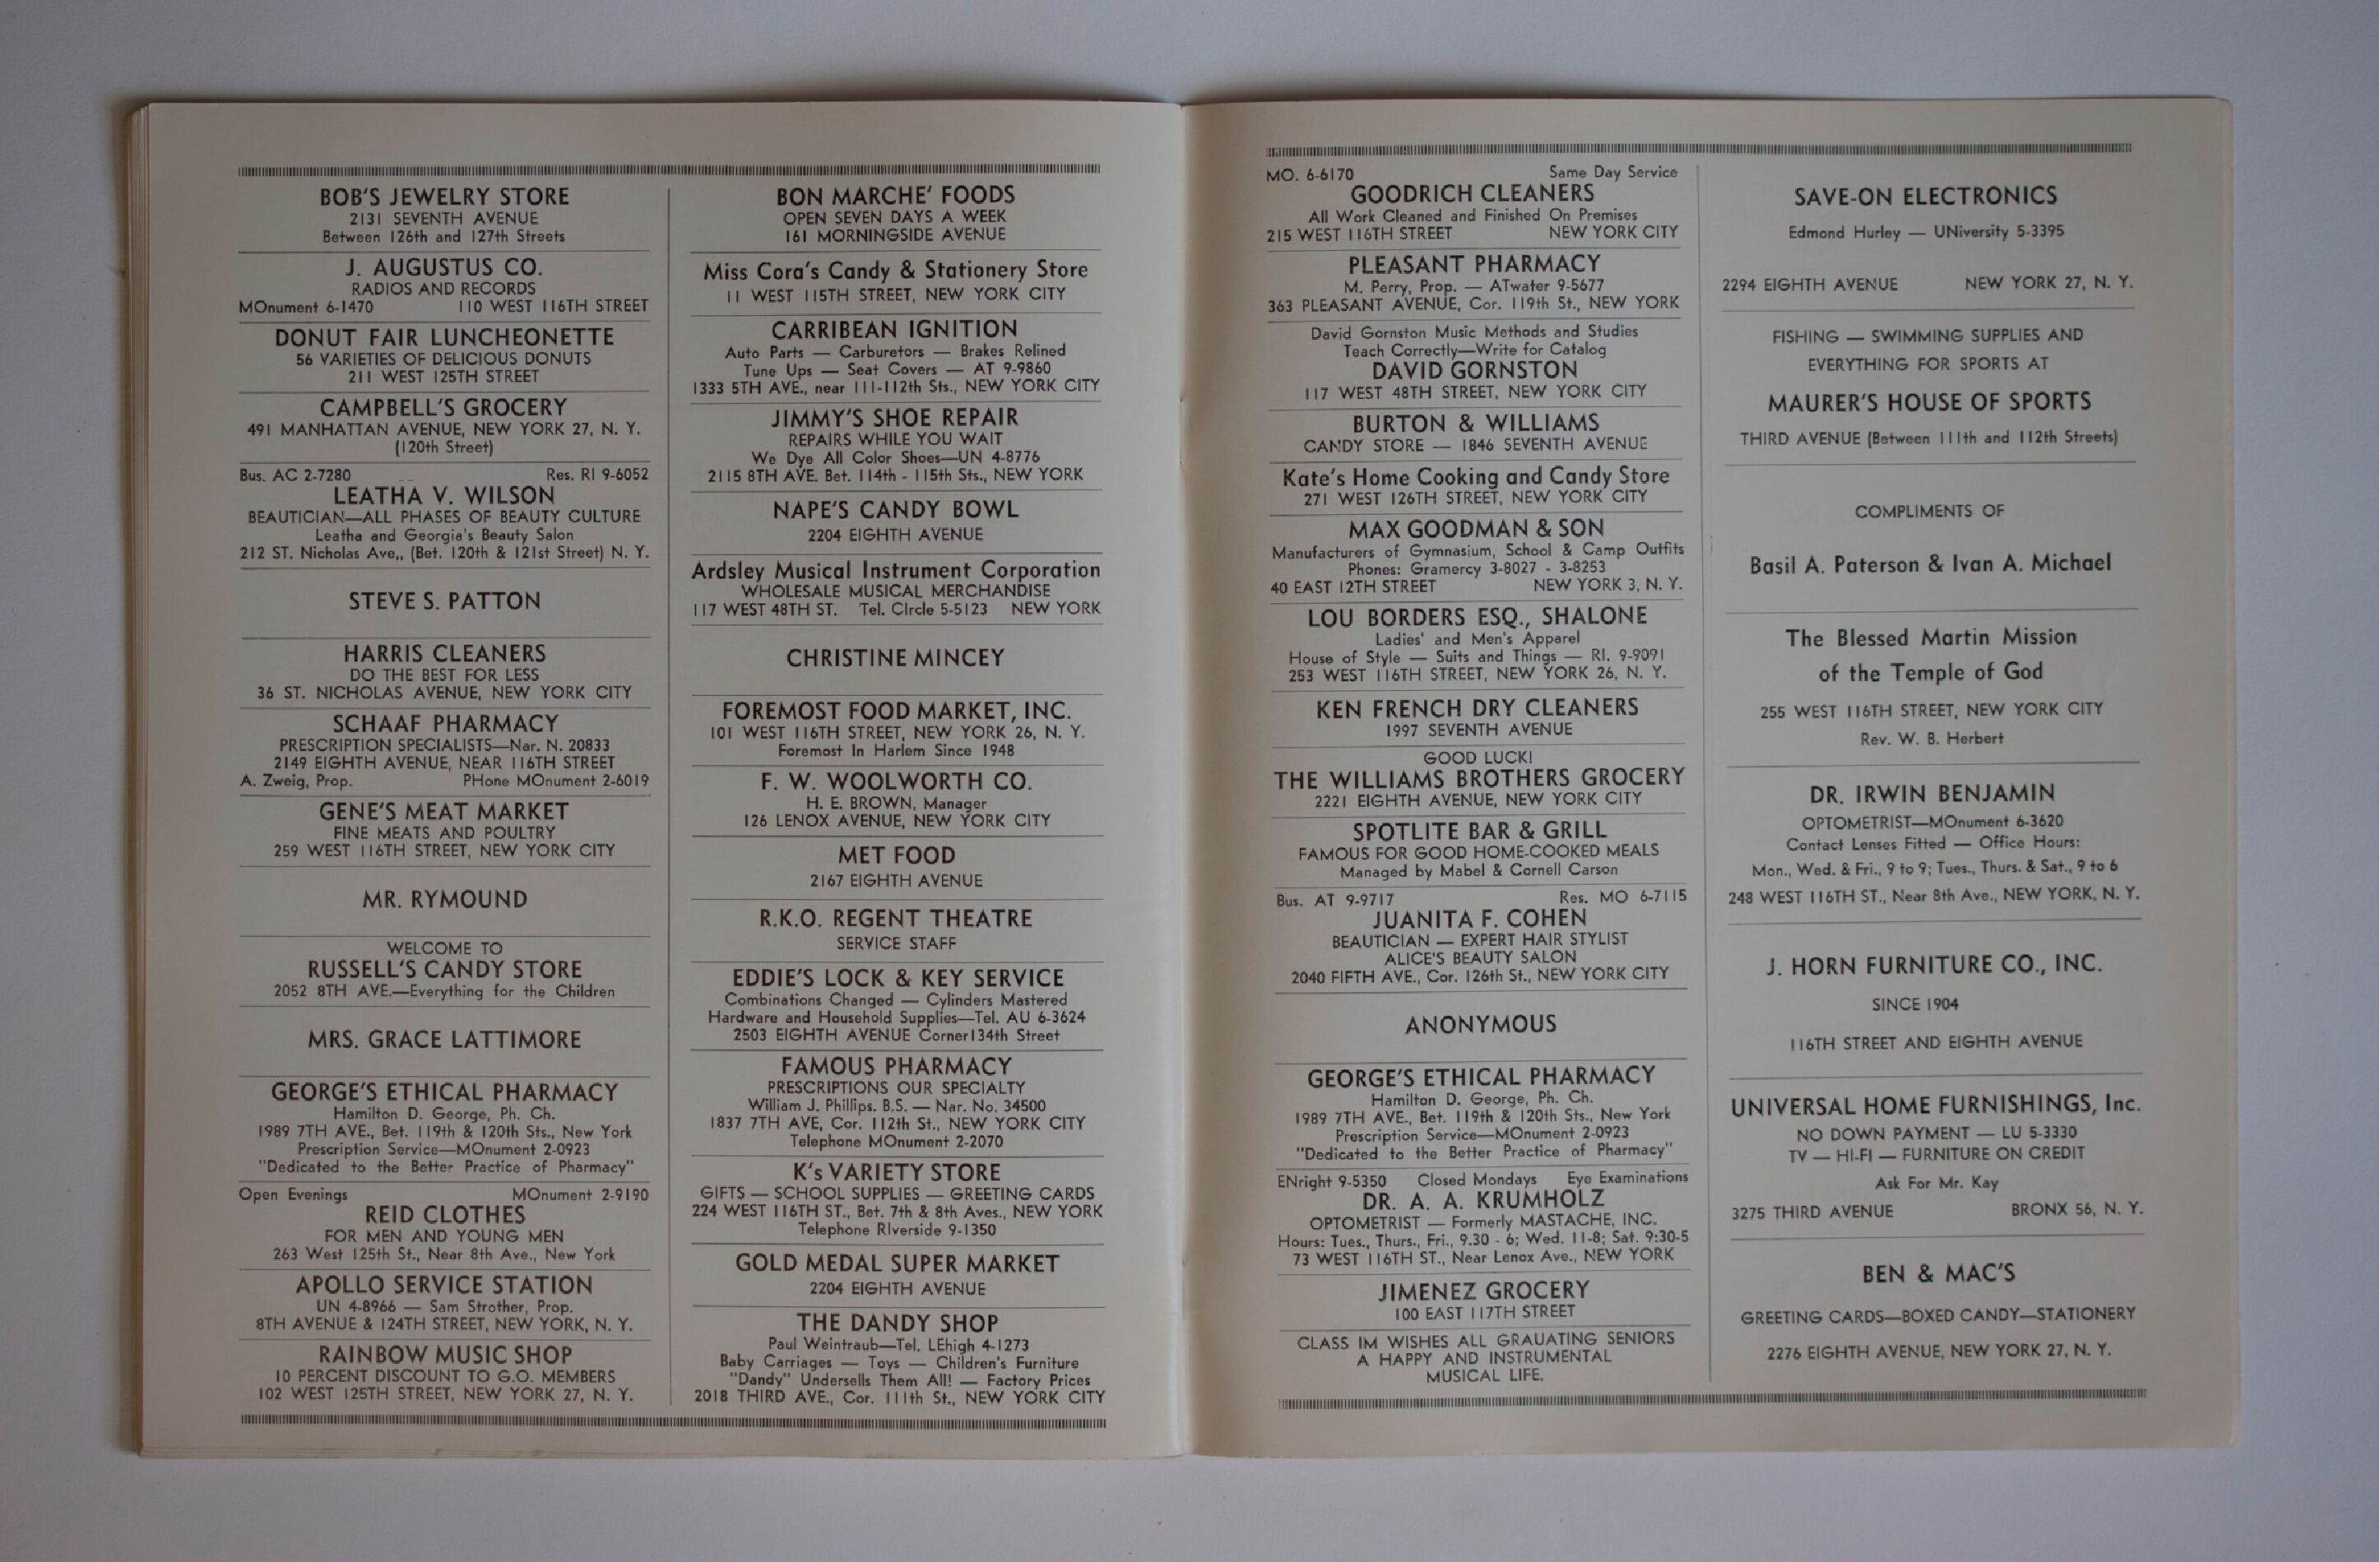 BOB'S JEWELRY STORE
2131 SEVENTH AVENUE
Between 126th and 127th Streets
J. AUGUSTUS CO.
RADIOS AND RECORDS
MOnument 6-1470 110 WEST 116TH STREET
DONUT FAIR LUNCHEONETTE
56 VARIETIES OF DELICIOUS DONUTS
211 WEST 125TH STREET
CAMPBELL'S GROCERY
491 MANHATTAN AVENUE, NEW YORK 27, N. Y.
(120th Street)
Bus. AC 2-7280 Res. RI 9-6052
LEATHA V. WILSON
BEAUTICIAN—ALL PHASES OF BEAUTY CULTURE
Leatha and Georgia's Beauty Salon
212 ST. Nicholas Ave,, (Bet. 120th & 121st Street) N. Y.
STEVE S. PATTON
HARRIS CLEANERS
DO THE BEST FOR LESS
36 ST. NICHOLAS AVENUE, NEW YORK CITY
SCHAAF PHARMACY
PRESCRIPTION SPECIALISTS—Nar. N. 20833
2149 EIGHTH AVENUE, NEAR 116TH STREET
A. Zweig, Prop. PHone MOnument 2-6019
GENE'S MEAT MARKET
FINE MEATS AND POULTRY
259 WEST 116TH STREET, NEW YORK CITY
MR. RYMOUND
WELCOME TO
RUSSELL'S CANDY STORE
2052 8TH AVE.—Everything for the Children
MRS. GRACE LATTIMORE
GEORGE'S ETHICAL PHARMACY
Hamilton D. George, Ph. Ch.
1989 7TH AVE., Bet. 119th & 120th Sts., New York
Prescription Service—MOnument 2-0923
"Dedicated to the Better Practice of Pharmacy"
Open Evenings MOnument 2-9190
REID CLOTHES
FOR MEN AND YOUNG MEN
263 West 125th St., Near 8th Ave., New York
APOLLO SERVICE STATION
UN 4-8966 — Sam Strother, Prop.
8TH AVENUE & 124TH STREET, NEW YORK, N. Y.
RAINBOW MUSIC SHOP
10 PERCENT DISCOUNT TO G.O. MEMBERS
102 WEST 125TH STREET, NEW YORK 27, N. Y.
BON MARCHE' FOODS
OPEN SEVEN DAYS A WEEK
161 MORNINGSIDE AVENUE
Miss Cora's Candy & Stationery Store
11 WEST 115TH STREET, NEW YORK CITY
CARRIBEAN IGNITION
Auto Parts — Carburetors — Brakes Relined
Tune Ups — Seat Covers — AT 9-9860
1333 5TH AVE., near 111-112th Sts., NEW YORK CITY
JIMMY'S SHOE REPAIR
REPAIRS WHILE YOU WAIT
We Dye All Color Shoes—UN 4-8776
2115 8TH AVE. Bet. 114th - 115th Sts., NEW YORK
NAPE'S CANDY BOWL
2204 EIGHTH AVENUE
Ardsley Musical Instrument Corporation
WHOLESALE MUSICAL MERCHANDISE
117 WEST 48TH ST. Tel. CIrcle 5-5123 NEW YORK
CHRISTINE MINCEY
FOREMOST FOOD MARKET, INC.
101 WEST 116TH STREET, NEW YORK 26, N. Y.
Foremost In Harlem Since 1948
F. W. WOOLWORTH CO.
H. E. BROWN, Manager
126 LENOX AVENUE, NEW YORK CITY
MET FOOD
2167 EIGHTH AVENUE
R.K.O. REGENT THEATRE
SERVICE STAFF
EDDIE'S LOCK & KEY SERVICE
Combinations Changed — Cylinders Mastered
Hardware and Household Supplies—Tel. AU 6-3624
2503 EIGHTH AVENUE Corner134th Street
FAMOUS PHARMACY
PRESCRIPTIONS OUR SPECIALTY
William J. Phillips. B.S. — Nar. No. 34500
1837 7TH AVE, Cor. 112th St., NEW YORK CITY
Telephone MOnument 2-2070
K's VARIETY STORE
GIFTS — SCHOOL SUPPLIES — GREETING CARDS
224 WEST 116TH ST., Bet. 7th & 8th Aves., NEW YORK
Telephone RIverside 9-1350
GOLD MEDAL SUPER MARKET
2204 EIGHTH AVENUE
THE DANDY SHOP
Paul Weintraub—Tel. LEhigh 4-1273
Baby Carriages — Toys — Children's Furniture
"Dandy" Undersells Them All! — Factory Prices
2018 THIRD AVE., Cor. 111th St., NEW YORK CITY
MO. 6-6170 Same Day Service
GOODRICH CLEANERS
All Work Cleaned and Finished On Premises
215 WEST 116TH STREET NEW YORK CITY
PLEASANT PHARMACY
M. Perry, Prop. — ATwater 9-5677
363 PLEASANT AVENUE, Cor. 119th St., NEW YORK
David Gornston Music Methods and Studies
Teach Correctly—Write for Catalog
DAVID GORNSTON
117 WEST 48TH STREET, NEW YORK CITY
BURTON & WILLIAMS
CANDY STORE — 1846 SEVENTH AVENUE
Kate's Home Cooking and Candy Store
271 WEST 126TH STREET, NEW YORK CITY
MAX GOODMAN & SON
Manufacturers of Gymnasium, School & Camp Outfits
Phones: Gramercy 3-8027 - 3-8253
40 EAST 12TH STREET NEW YORK 3, N. Y.
LOU BORDERS ESQ., SHALONE
Ladies' and Men's Apparel
House of Style — Suits and Things — RI. 9-9091
253 WEST 116TH STREET, NEW YORK 26, N. Y.
KEN FRENCH DRY CLEANERS
1997 SEVENTH AVENUE
GOOD LUCK!
THE WILLIAMS BROTHERS GROCERY
2221 EIGHTH AVENUE, NEW YORK CITY
SPOTLITE BAR & GRILL
FAMOUS FOR GOOD HOME-COOKED MEALS
Managed by Mabel & Cornell Carson
Bus. AT 9-9717 Res. MO 6-7115
JUANITA F. COHEN
BEAUTICIAN — EXPERT HAIR STYLIST
ALICE'S BEAUTY SALON
2040 FIFTH AVE., Cor. 126th St., NEW YORK CITY
ANONYMOUS
GEORGE'S ETHICAL PHARMACY
Hamilton D. George, Ph. Ch.
1989 7TH AVE., Bet. 119th & 120th Sts., New York
Prescription Service—MOnument 2-0923
"Dedicated to the Better Practice of Pharmacy"
ENright 9-5350 Closed Mondays Eye Examinations
DR. A. A. KRUMHOLZ
OPTOMETRIST — Formerly MASTACHE, INC.
Hours: Tues., Thurs., Fri., 9.30 - 6; Wed. 11-8; Sat. 9:30-5
73 WEST 116TH ST., Near Lenox Ave., NEW YORK
JIMENEZ GROCERY
100 EAST 117TH STREET
CLASS IM WISHES ALL GRAUATING SENIORS
A HAPPY AND INSTRUMENTAL
MUSICAL LIFE.
SAVE-ON ELECTRONICS
Edmond Hurley — UNiversity 5-3395
2294 EIGHTH AVENUE NEW YORK 27, N. Y.
FISHING — SWIMMING SUPPLIES AND
EVERYTHING FOR SPORTS AT
MAURER'S HOUSE OF SPORTS
THIRD AVENUE (Between 111th and 112th Streets)
COMPLIMENTS OF
Basil A. Paterson & Ivan A. Michael
The Blessed Martin Mission
of the Temple of God
255 WEST 116TH STREET, NEW YORK CITY
Rev. W. B. Herbert
DR. IRWIN BENJAMIN
OPTOMETRIST—MOnument 6-3620
Contact Lenses Fitted — Office Hours:
Mon., Wed. & Fri., 9 to 9; Tues., Thurs. & Sat., 9 to 6
248 WEST 116TH ST., Near 8th Ave., NEW YORK, N. Y.
J. HORN FURNITURE CO., INC.
SINCE 1904
116TH STREET AND EIGHTH AVENUE
UNIVERSAL HOME FURNISHINGS, Inc.
NO DOWN PAYMENT — LU 5-3330
TV — HI-FI — FURNITURE ON CREDIT
Ask For Mr. Kay
3275 THIRD AVENUE BRONX 56, N. Y.
BEN & MAC'S
GREETING CARDS—BOXED CANDY—STATIONERY
2276 EIGHTH AVENUE, NEW YORK 27, N. Y.